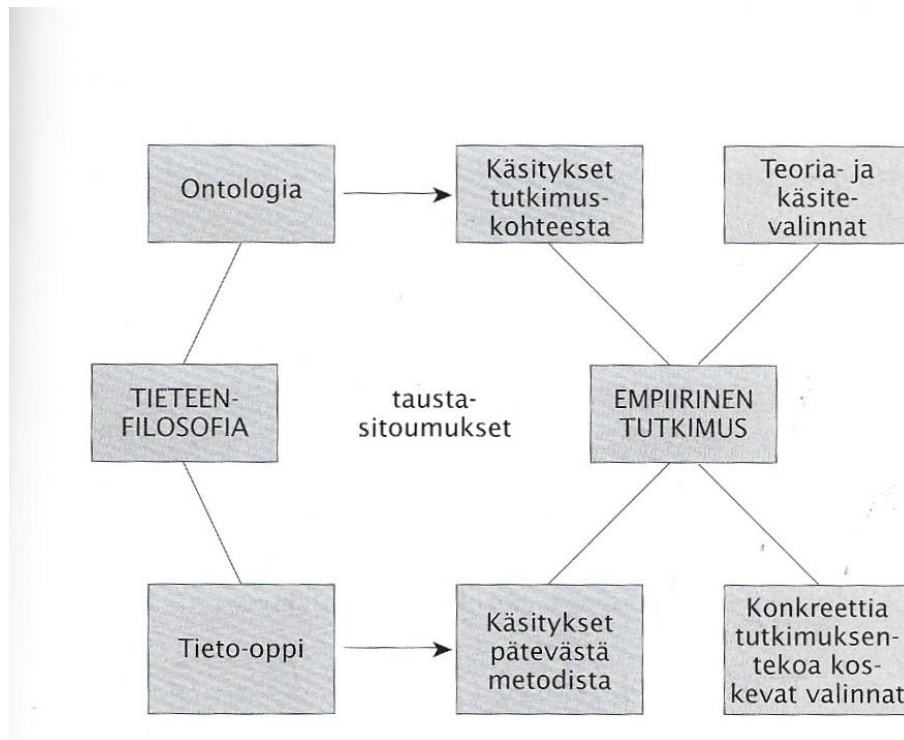 Ontologia
Käsitykset
tutkimus-
kohteesta
Teoria- ja
käsite-
valinnat
TIETEEN-
FILOSOFIA
tausta-
sitoumukset
EMPIIRINEN
TUTKIMUS
Tieto-oppi
Käsitykset
pätevästä
metodista
Konkreettia
tutkimuksen-
tekoa kos-
kevat valinnat